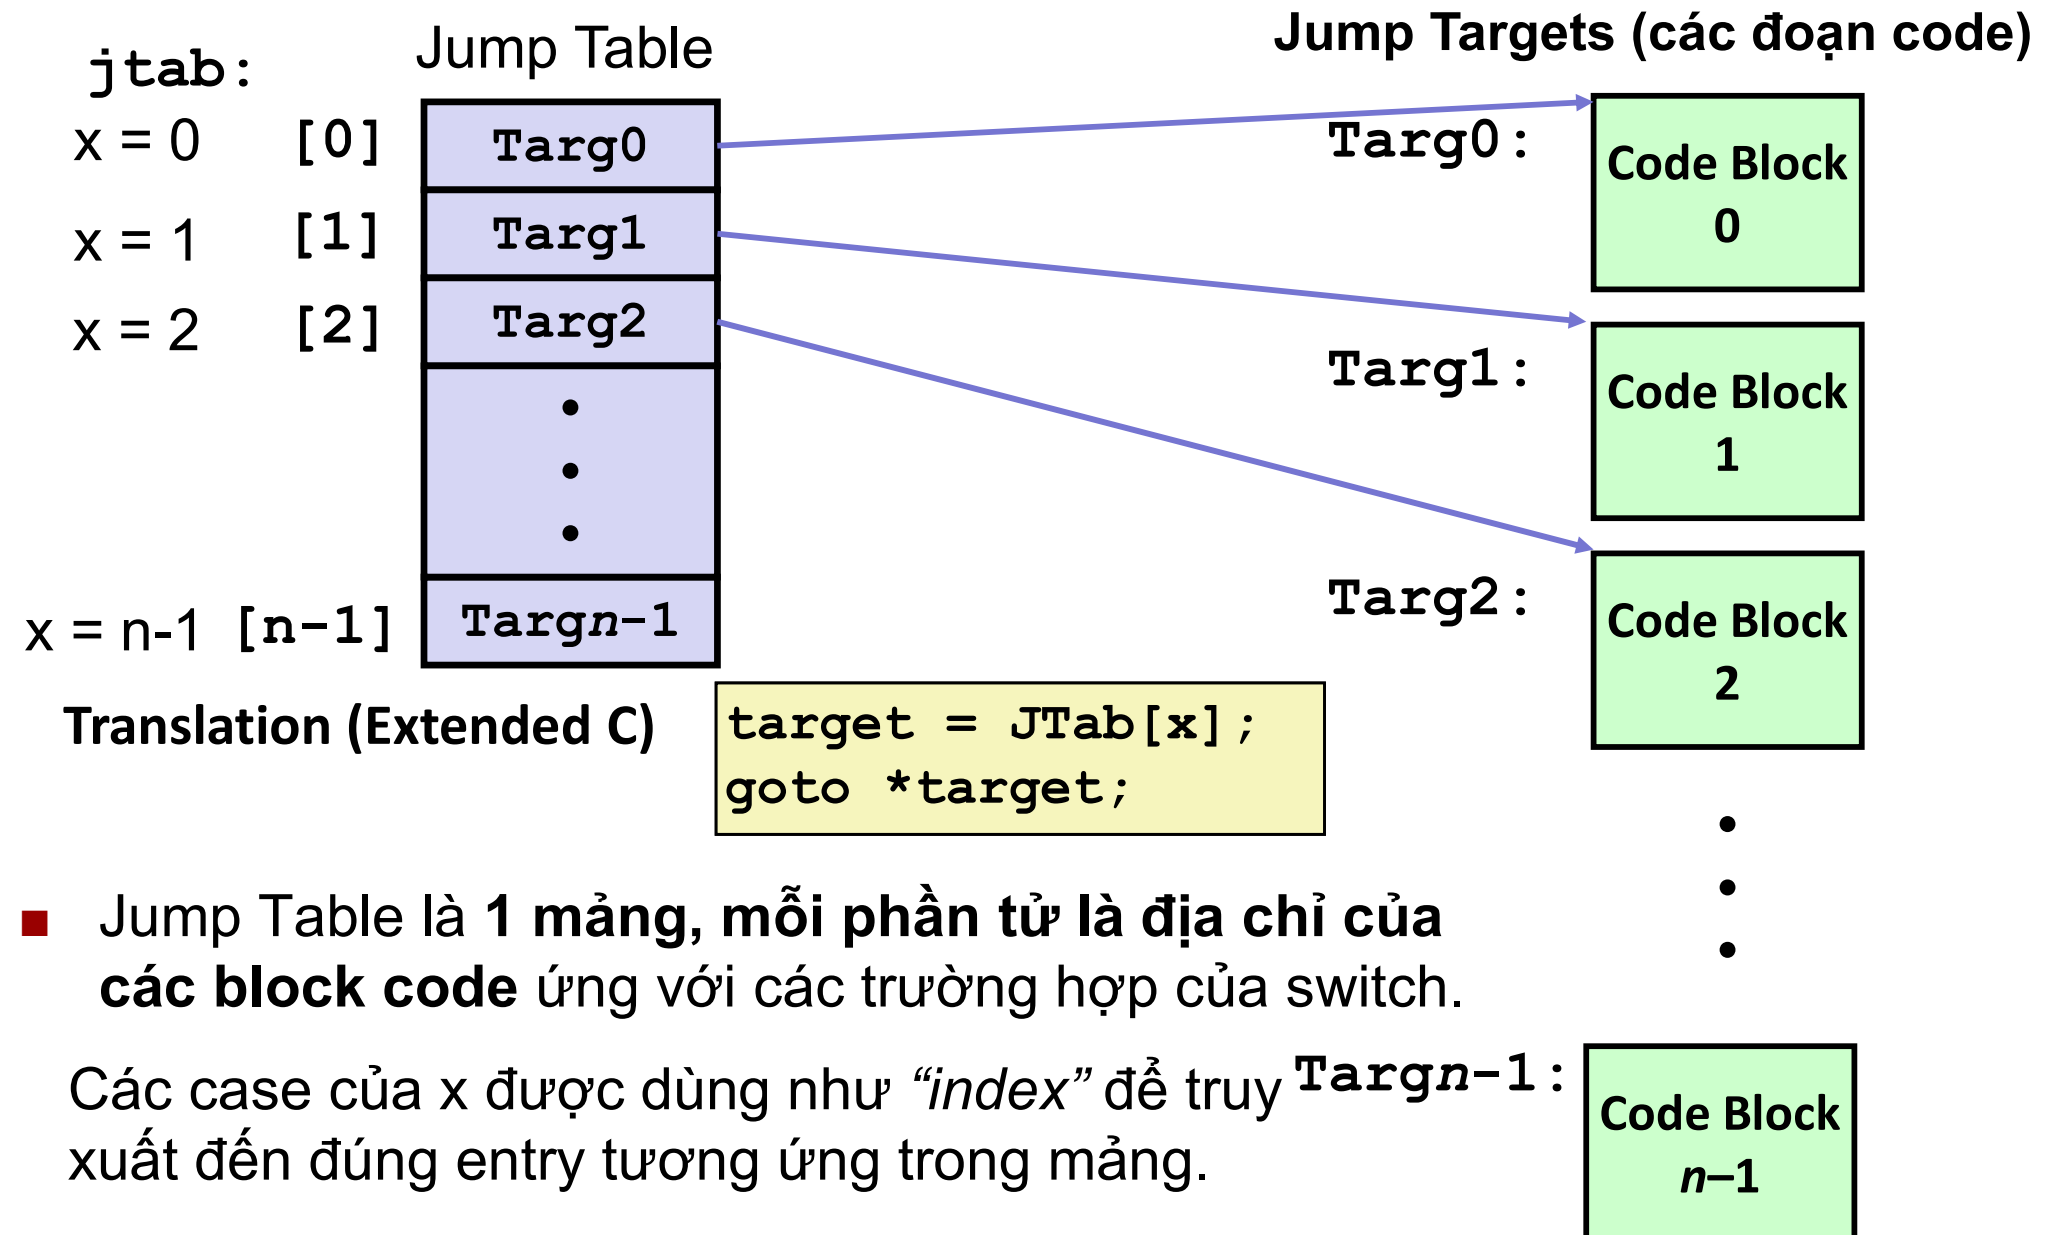 jtab:
Jump Table
Jump Targets (các đoạn code)
x = 0 [0] Targ0
x = 1 [1] Targ1
x = 2 [2] Targ2
•
•
•
x = n-1 [n-1] Targn-1
Targ0:
Code Block
0
Targ1:
Code Block
1
Targ2:
Code Block
2
•
•
•
Targn-1:
Code Block
n–1
Translation (Extended C)
target = JTab[x];
goto *target;
■ Jump Table là 1 mảng, mỗi phần tử là địa chỉ của
các block code ứng với các trường hợp của switch.
Các case của x được dùng như “index” để truy
xuất đến đúng entry tương ứng trong mảng.